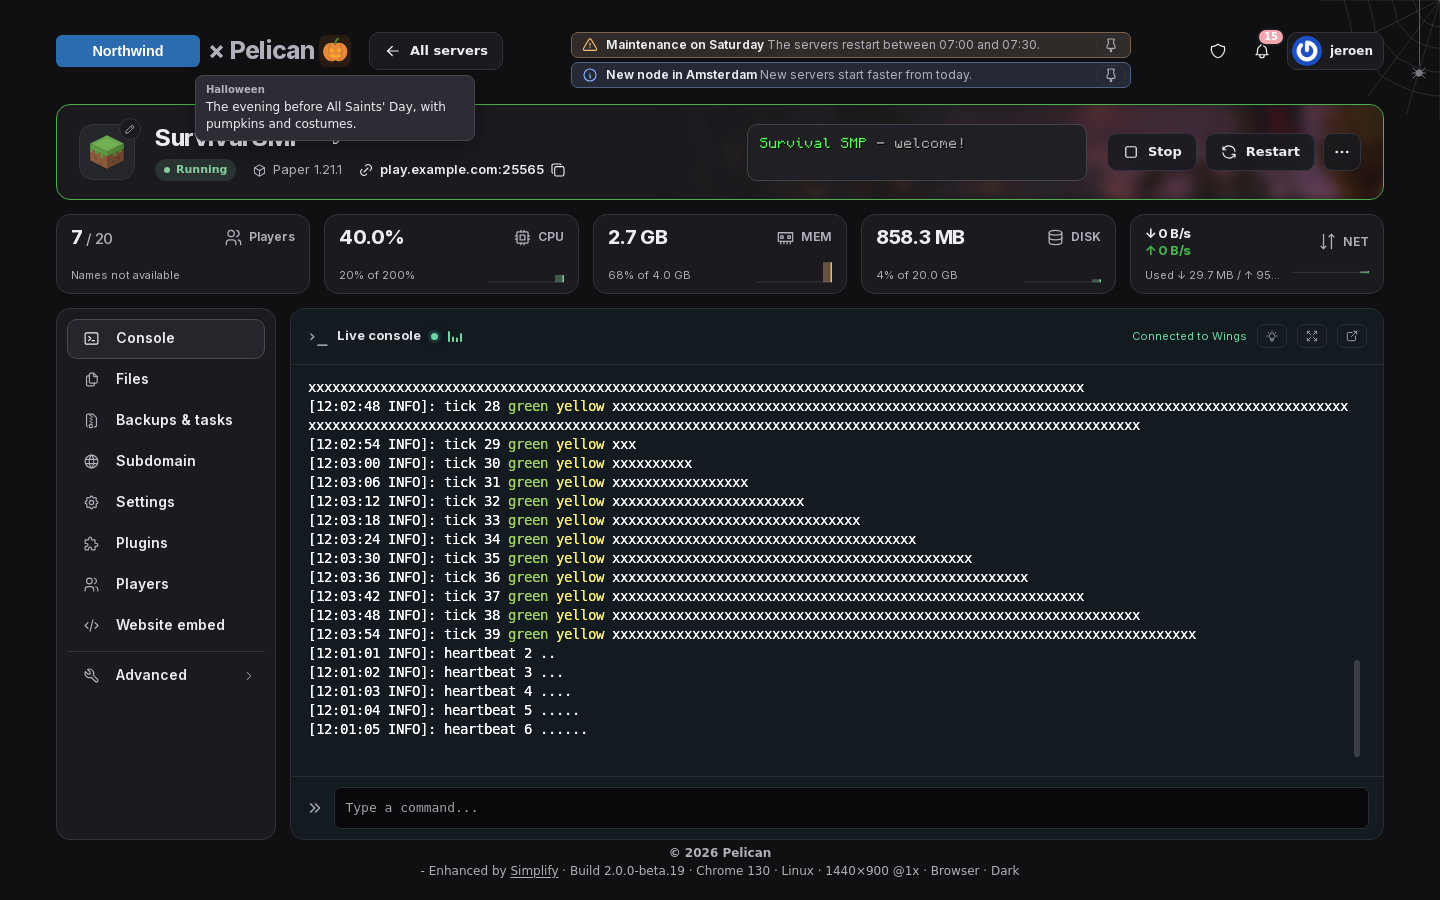 Northwind
× Pelican
All servers
Maintenance on Saturday The servers restart between 07:00 and 07:30.
New node in Amsterdam New servers start faster from today.
15
jeroen
Halloween
The evening before All Saints' Day, with
pumpkins and costumes.
Running
Paper 1.21.1
play.example.com:25565
Survival SMP - welcome!
Stop
Restart
7 / 20
Players
Names not available
40.0%
CPU
20% of 200%
2.7 GB
MEM
68% of 4.0 GB
858.3 MB
DISK
4% of 20.0 GB
↓ 0 B/s
↑ 0 B/s
NET
Used ↓ 29.7 MB / ↑ 95...
Console
Files
Backups & tasks
Subdomain
Settings
Plugins
Players
Website embed
Advanced
Live console
Connected to Wings
xxxxxxxxxxxxxxxxxxxxxxxxxxxxxxxxxxxxxxxxxxxxxxxxxxxxxxxxxxxxxxxxxxxxxxxxxxxxxxxxxxxxxxxxxxxxxxxxx
[12:02:48 INFO]: tick 28 green yellow xxxxxxxxxxxxxxxxxxxxxxxxxxxxxxxxxxxxxxxxxxxxxxxxxxxxxxxxxxxxxxxxxxxxxxxxxxxxxxxxxxxxxxxxxxxx
xxxxxxxxxxxxxxxxxxxxxxxxxxxxxxxxxxxxxxxxxxxxxxxxxxxxxxxxxxxxxxxxxxxxxxxxxxxxxxxxxxxxxxxxxxxxxxxxxxxxxxxx
[12:02:54 INFO]: tick 29 green yellow xxx
[12:03:00 INFO]: tick 30 green yellow xxxxxxxxxx
[12:03:06 INFO]: tick 31 green yellow xxxxxxxxxxxxxxxxx
[12:03:12 INFO]: tick 32 green yellow xxxxxxxxxxxxxxxxxxxxxxxx
[12:03:18 INFO]: tick 33 green yellow xxxxxxxxxxxxxxxxxxxxxxxxxxxxxxx
[12:03:24 INFO]: tick 34 green yellow xxxxxxxxxxxxxxxxxxxxxxxxxxxxxxxxxxxxxx
[12:03:30 INFO]: tick 35 green yellow xxxxxxxxxxxxxxxxxxxxxxxxxxxxxxxxxxxxxxxxxxxxx
[12:03:36 INFO]: tick 36 green yellow xxxxxxxxxxxxxxxxxxxxxxxxxxxxxxxxxxxxxxxxxxxxxxxxxxxx
[12:03:42 INFO]: tick 37 green yellow xxxxxxxxxxxxxxxxxxxxxxxxxxxxxxxxxxxxxxxxxxxxxxxxxxxxxxxxxxx
[12:03:48 INFO]: tick 38 green yellow xxxxxxxxxxxxxxxxxxxxxxxxxxxxxxxxxxxxxxxxxxxxxxxxxxxxxxxxxxxxxxxxxx
[12:03:54 INFO]: tick 39 green yellow xxxxxxxxxxxxxxxxxxxxxxxxxxxxxxxxxxxxxxxxxxxxxxxxxxxxxxxxxxxxxxxxxxxxxxxxx
[12:01:01 INFO]: heartbeat 2 ..
[12:01:02 INFO]: heartbeat 3 ...
[12:01:03 INFO]: heartbeat 4 ....
[12:01:04 INFO]: heartbeat 5 .....
[12:01:05 INFO]: heartbeat 6 ......
Type a command...
© 2026 Pelican
- Enhanced by Simplify · Build 2.0.0-beta.19 · Chrome 130 · Linux · 1440×900 @1x · Browser · Dark